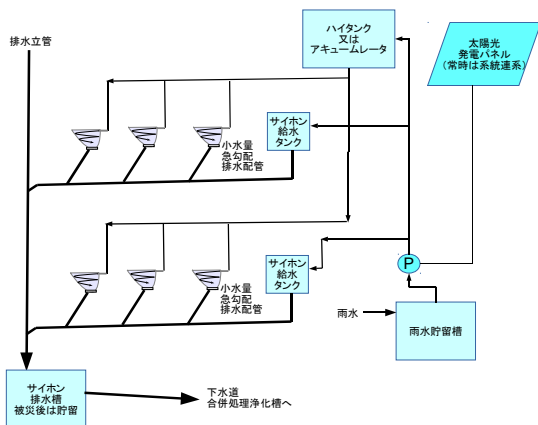 ハイタンク
又は
アキュームレータ
太陽光
発電パネル
(常時は系統連系)
排水立管
サイホン
給水
タンク
小水量
急勾配
排水配管
サイホン
給水
タンク
小水量
急勾配
排水配管
P
雨水
雨水貯留槽
サイホン
排水槽
被災後は貯留
下水道
合併処理浄化槽へ